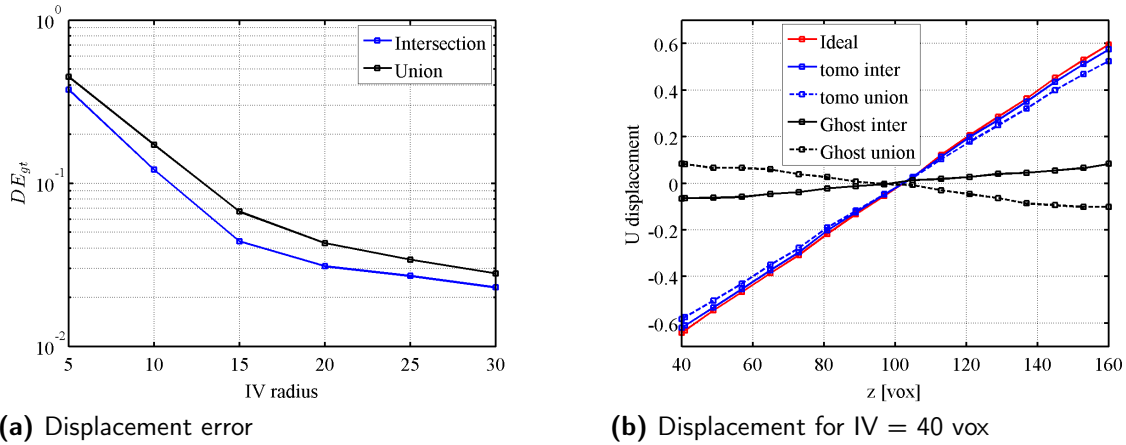 10^0
Intersection
Union
10^-1
DE_gt
10^-2
5 10 15 20 25 30
IV radius
(a) Displacement error
0.6
0.4
0.2
0
-0.2
-0.4
-0.6
U displacement
Ideal
tomo inter
tomo union
Ghost inter
Ghost union
40 60 80 100 120 140 160
z [vox]
(b) Displacement for IV = 40 vox